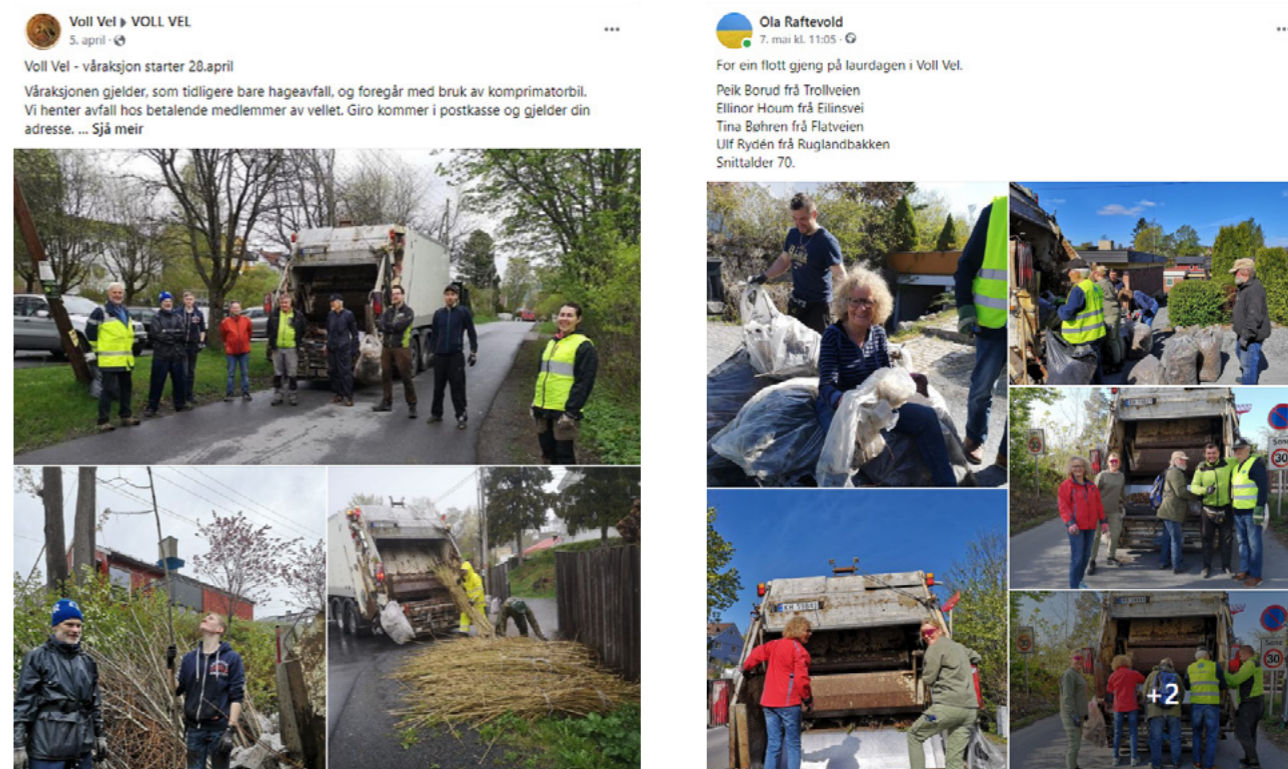 Voll Vel ▸ VOLL VEL
5. april ·
Voll Vel - våraksjon starter 28.april
Våraksjonen gjelder, som tidligere bare hageavfall, og foregår med bruk av komprimatorbil.
Vi henter avfall hos betalende medlemmer av vellet. Giro kommer i postkasse og gjelder din
adresse. ... Sjå meir
Ola Raftevold
7. mai kl. 11:05 ·
For ein flott gjeng på laurdagen i Voll Vel.
Peik Borud frå Trollveien
Ellinor Houm frå Eilinsvei
Tina Bøhren frå Flatveien
Ulf Rydén frå Ruglandbakken
Snittalder 70.
Sone
30
Sone
30
+2